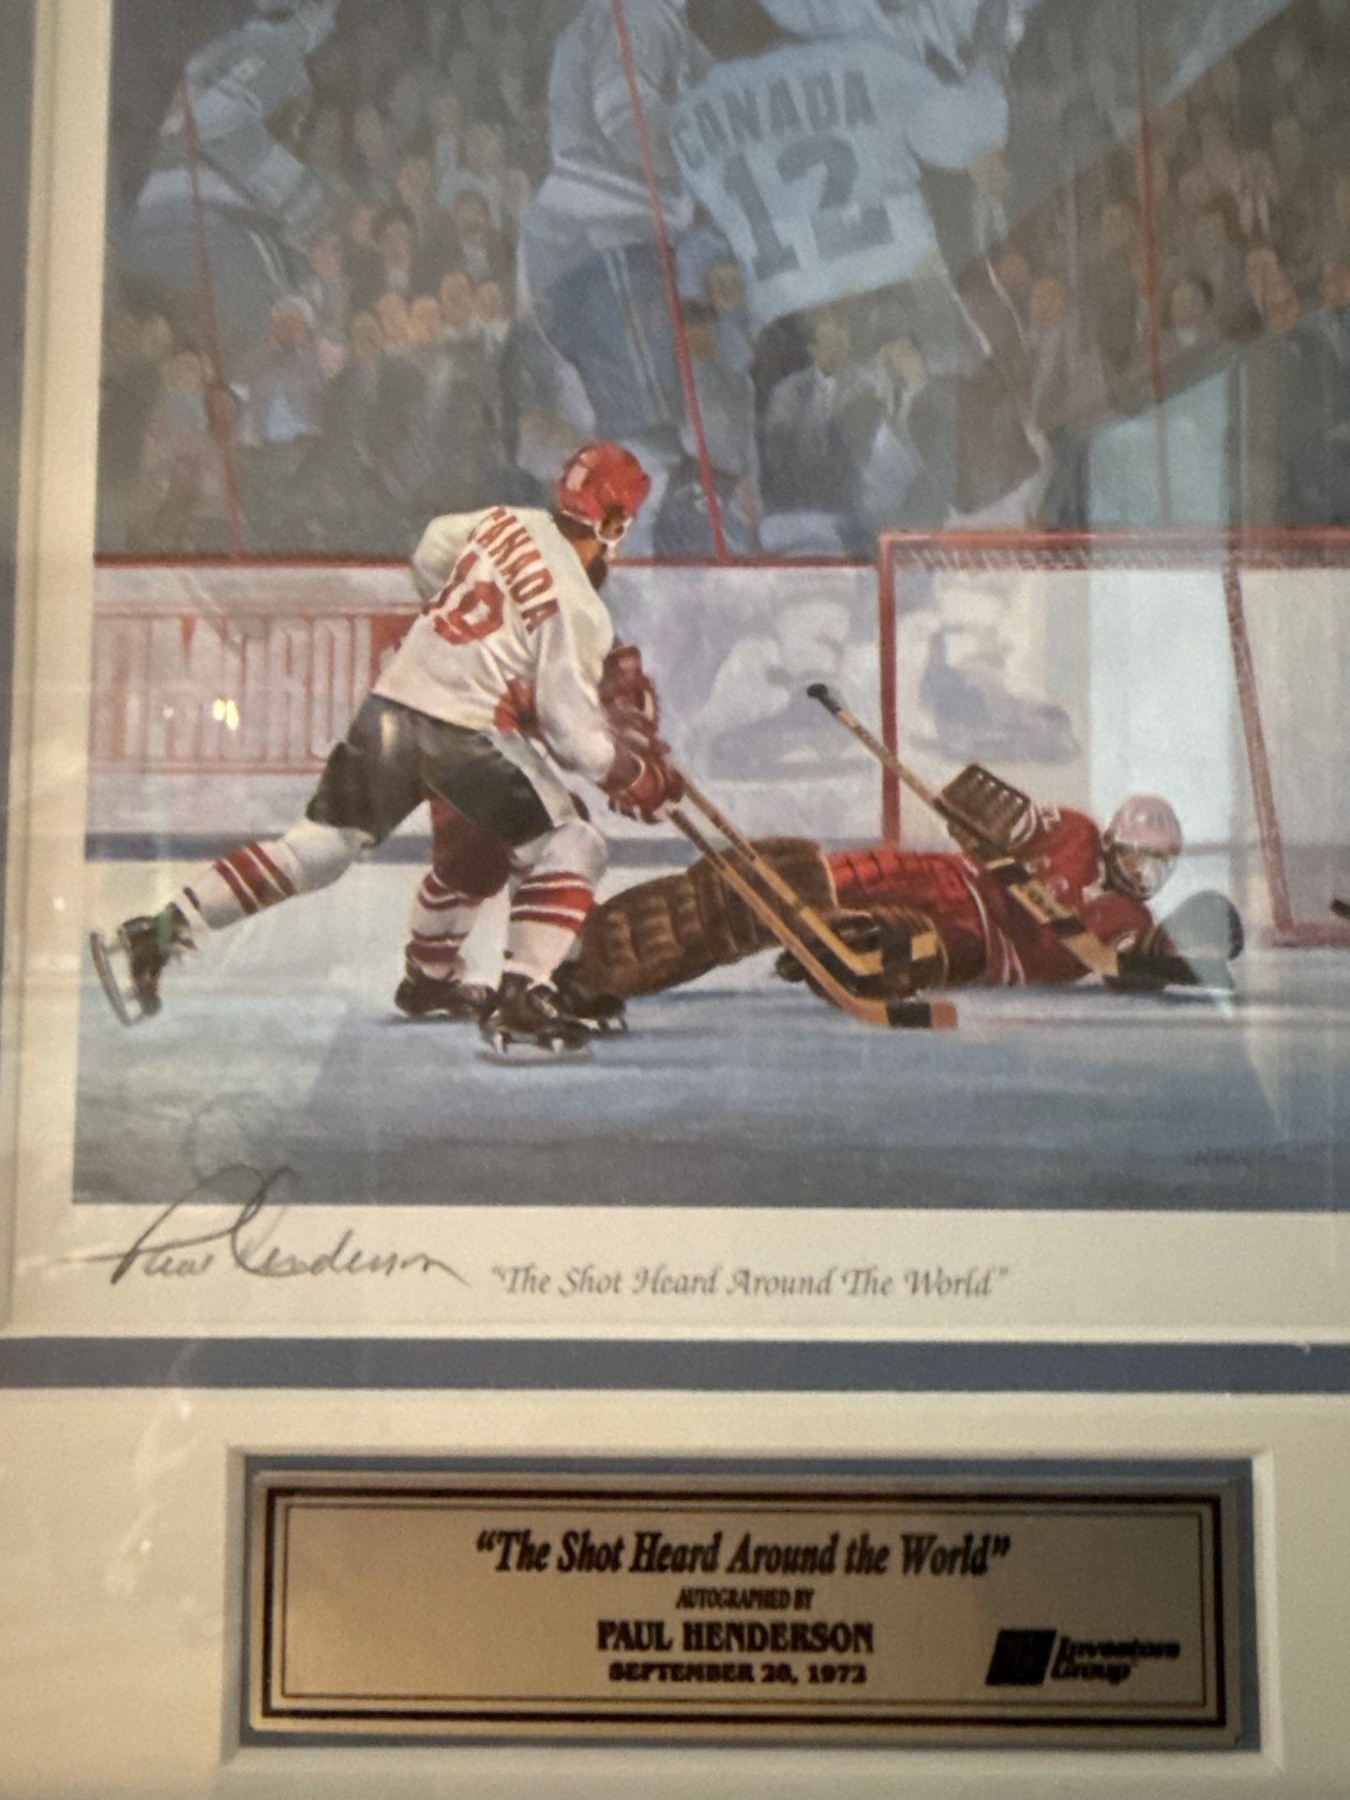 CANADA
12
CANADA
19
Paul Henderson
"The Shot Heard Around The World"
"The Shot Heard Around the World"
AUTOGRAPHED BY
PAUL HENDERSON
SEPTEMBER 28, 1972
Investors
Group